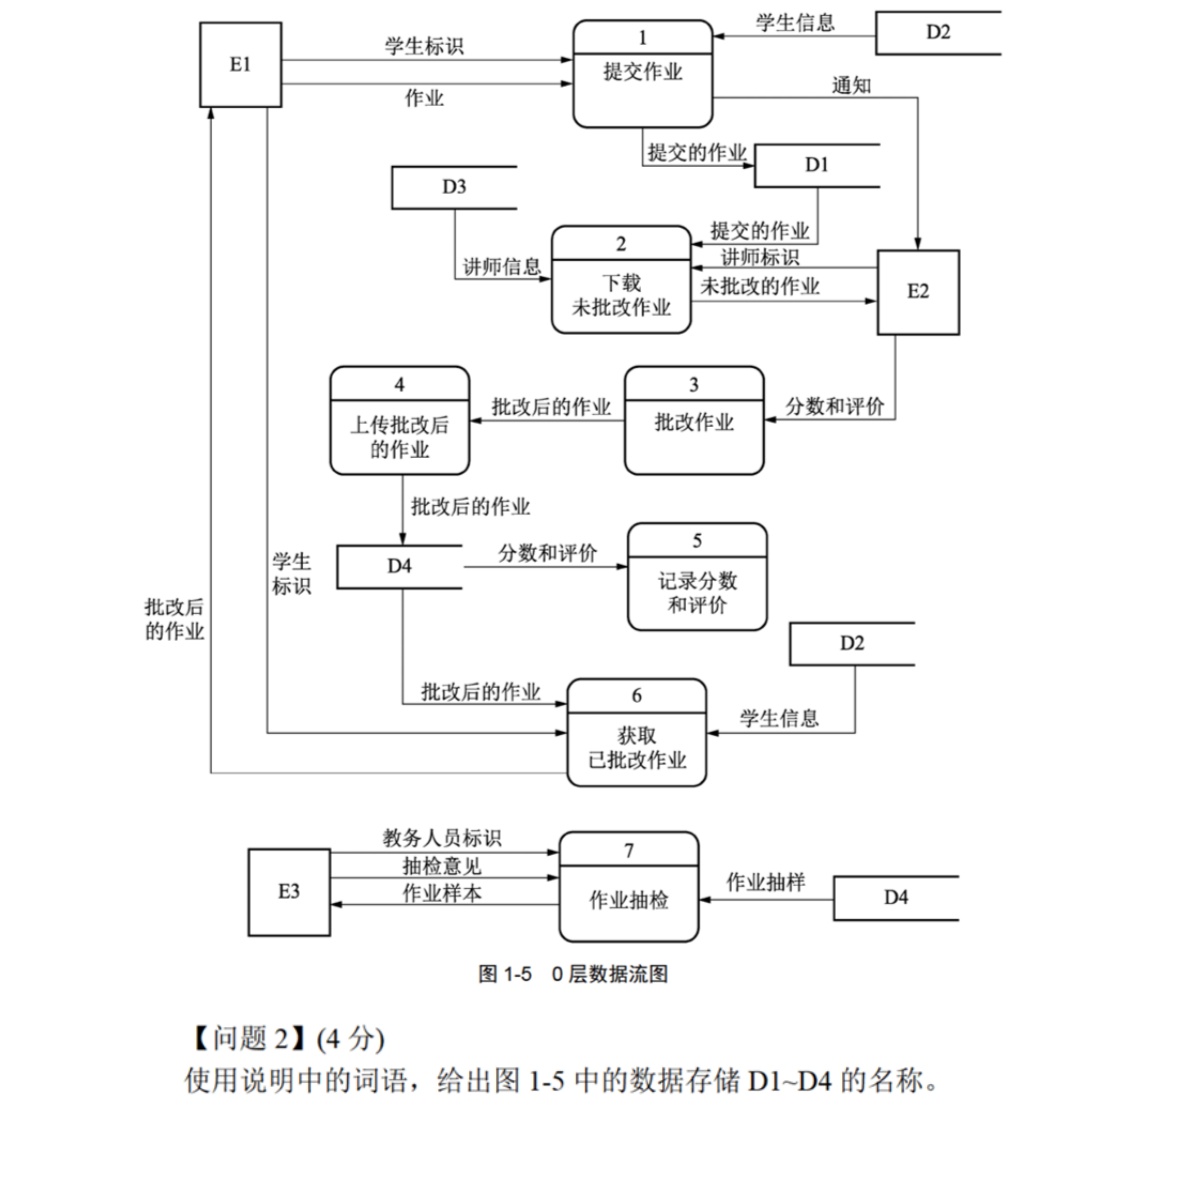 学生信息
D2
1
E1
学生标识
提交作业
作业
通知
提交的作业
D1
D3
提交的作业
2
讲师标识
讲师信息
下载
未批改作业
未批改的作业
E2
4
3
批改后的作业
分数和评价
上传批改后
的作业
批改作业
批改后的作业
5
分数和评价
D4
学生
标识
记录分数
和评价
批改后
的作业
D2
批改后的作业
6
学生信息
获取
已批改作业
教务人员标识
7
抽检意见
作业样本
E3
作业抽检
作业抽样
D4
图 1-5 0 层数据流图
【问题 2】(4 分)
使用说明中的词语，给出图 1-5 中的数据存储 D1~D4 的名称。